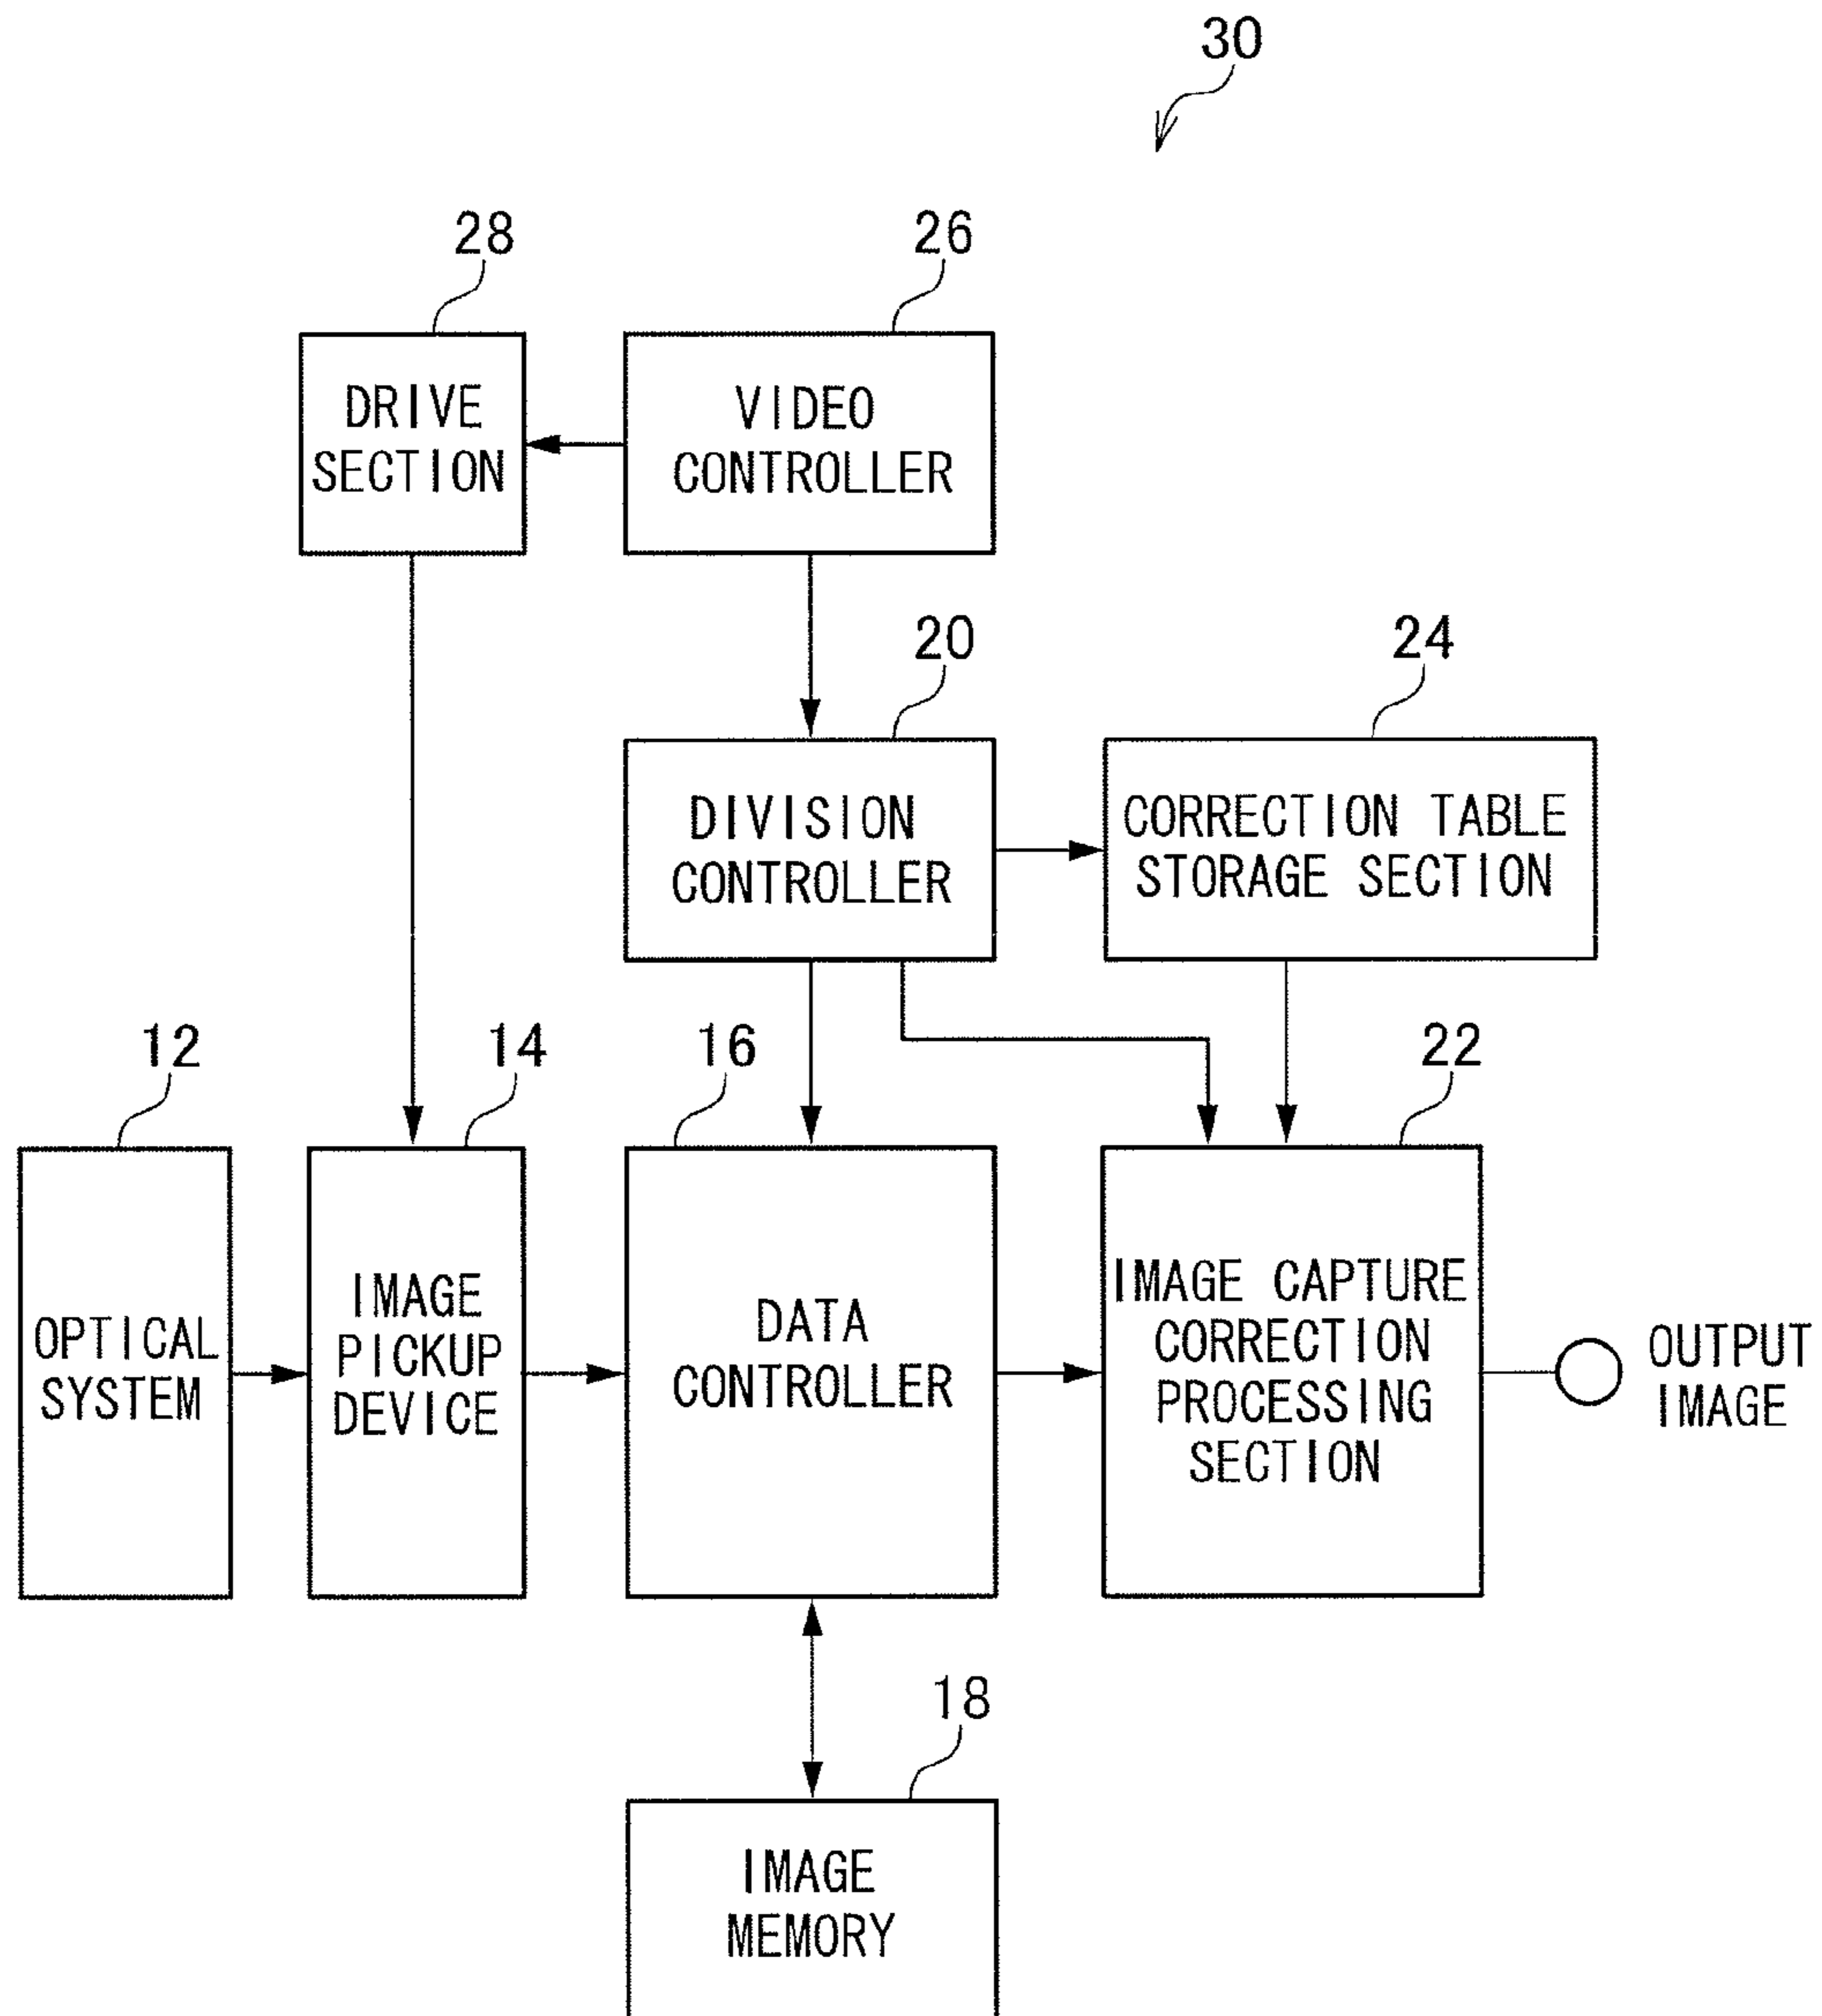 30
28
26
DRIVE
SECTION
VIDEO
CONTROLLER
20
24
DIVISION
CONTROLLER
CORRECTION TABLE
STORAGE SECTION
12
14
16
22
OPTICAL
SYSTEM
IMAGE
PICKUP
DEVICE
DATA
CONTROLLER
IMAGE CAPTURE
CORRECTION
PROCESSING
SECTION
OUTPUT
IMAGE
18
IMAGE
MEMORY